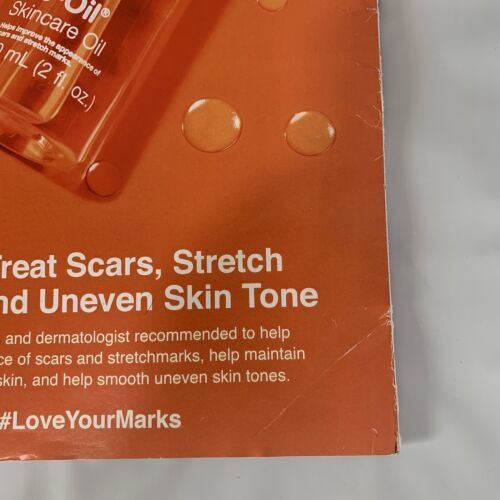 -Oil®
Skincare Oil
Helps improve the appearance of
scars and stretch marks.
mL (2 fl. oz.)
Treat Scars, Stretch
nd Uneven Skin Tone
and dermatologist recommended to help
ce of scars and stretchmarks, help maintain
skin, and help smooth uneven skin tones.
#LoveYourMarks